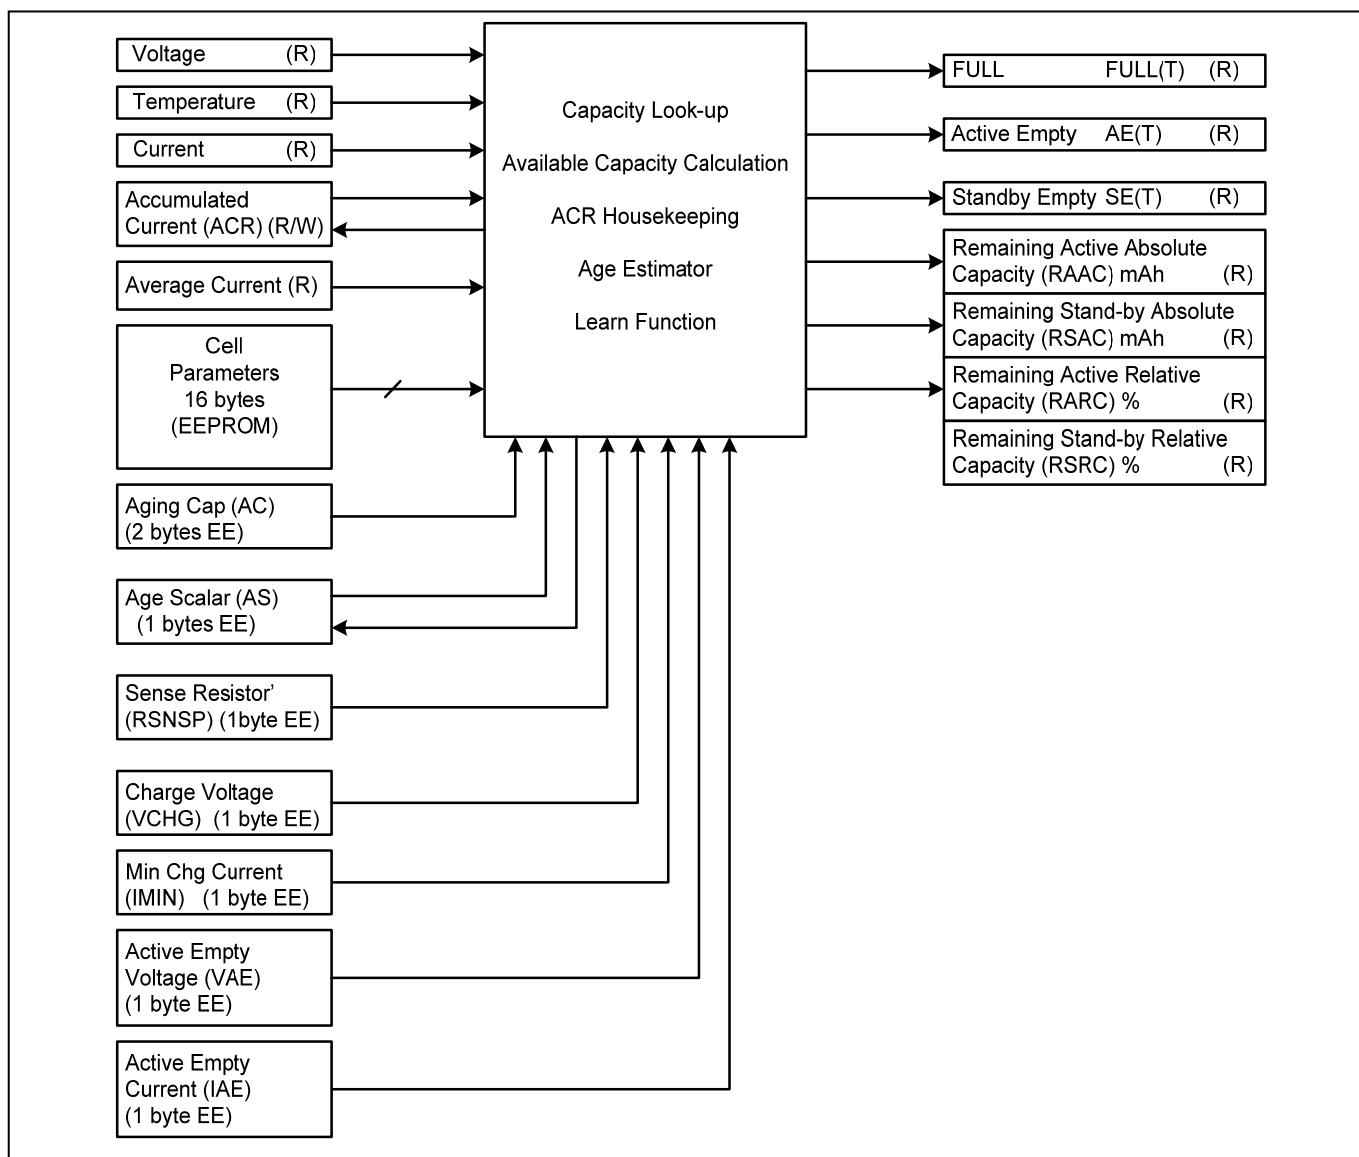 Voltage (R)
Temperature (R)
Current (R)
Accumulated
Current (ACR) (R/W)
Average Current (R)
Cell
Parameters
16 bytes
(EEPROM)
Aging Cap (AC)
(2 bytes EE)
Age Scalar (AS)
(1 bytes EE)
Sense Resistor’
(RSNSP) (1byte EE)
Charge Voltage
(VCHG) (1 byte EE)
Min Chg Current
(IMIN) (1 byte EE)
Active Empty
Voltage (VAE)
(1 byte EE)
Active Empty
Current (IAE)
(1 byte EE)
Capacity Look-up
Available Capacity Calculation
ACR Housekeeping
Age Estimator
Learn Function
FULL FULL(T) (R)
Active Empty AE(T) (R)
Standby Empty SE(T) (R)
Remaining Active Absolute
Capacity (RAAC) mAh (R)
Remaining Stand-by Absolute
Capacity (RSAC) mAh (R)
Remaining Active Relative
Capacity (RARC) % (R)
Remaining Stand-by Relative
Capacity (RSRC) % (R)